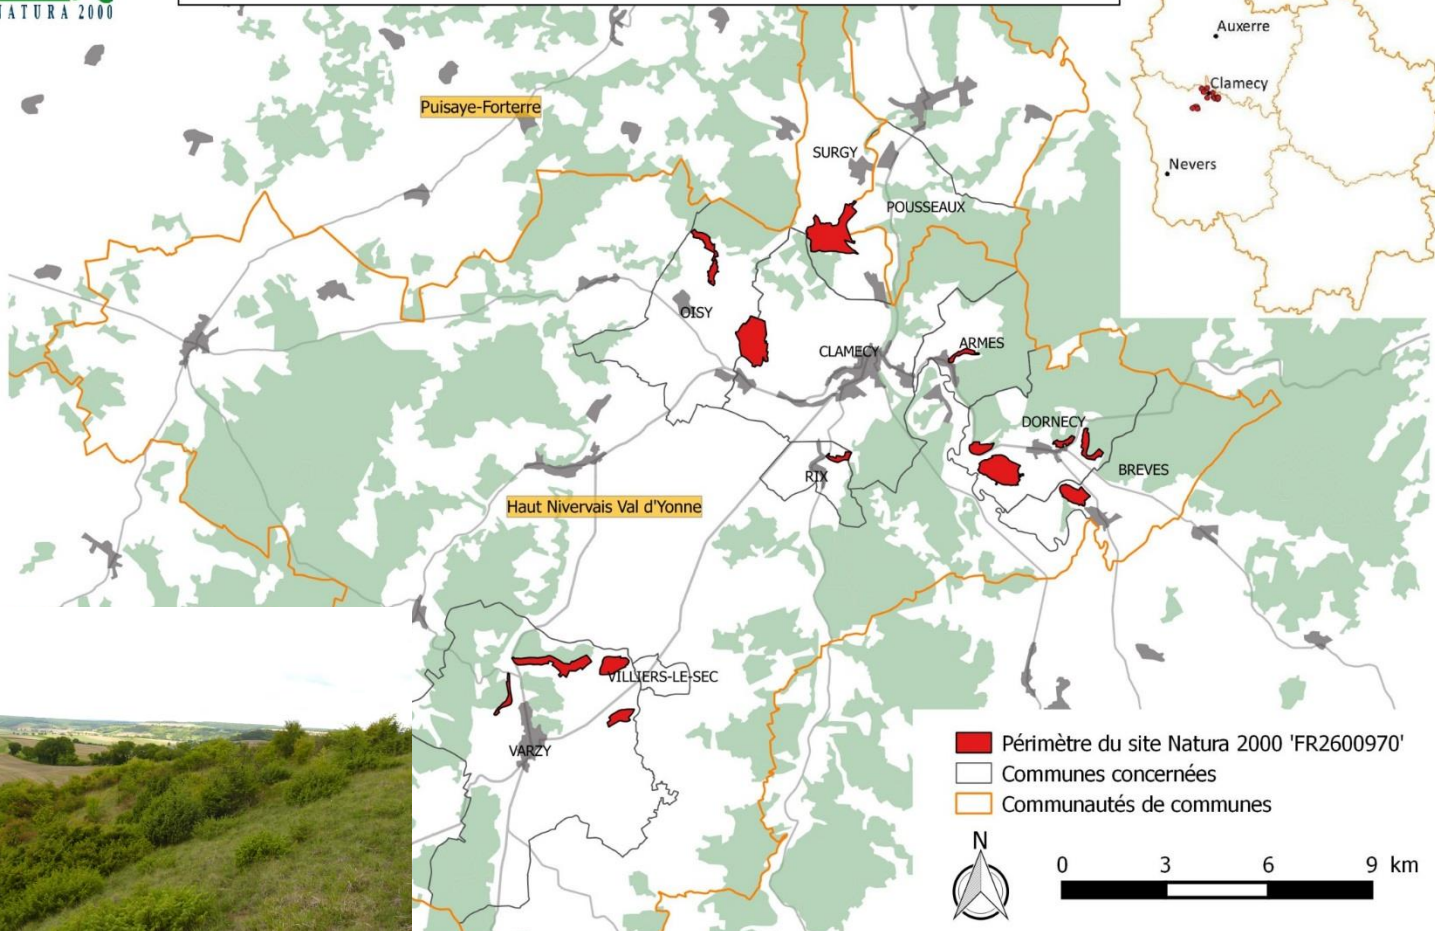 NATURA 2000
Auxerre
Clamecy
Nevers
Puisaye-Forterre
SURGY
POUSSEAUX
OISY
CLAMECY
ARMES
DORNECY
BREVES
RIX
Haut Nivervais Val d'Yonne
VILLIERS-LE-SEC
VARZY
Périmètre du site Natura 2000 'FR2600970'
Communes concernées
Communautés de communes
N
0 3 6 9 km